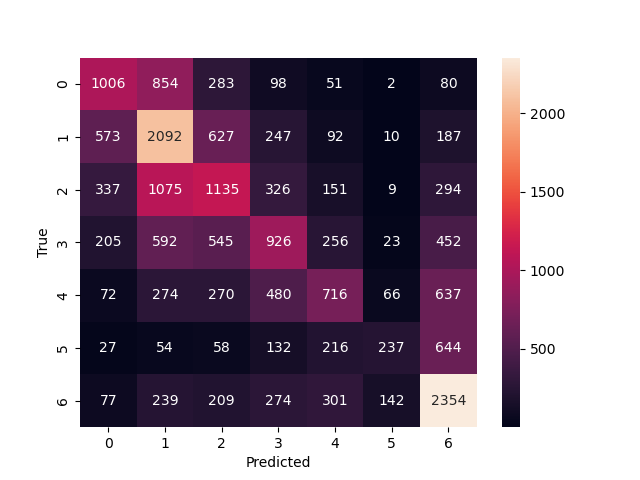 0 1006 854 283 98 51 2 80
1 573 2092 627 247 92 10 187
2 337 1075 1135 326 151 9 294
3 205 592 545 926 256 23 452
4 72 274 270 480 716 66 637
5 27 54 58 132 216 237 644
6 77 239 209 274 301 142 2354
0 1 2 3 4 5 6
Predicted
True
2000
1500
1000
500